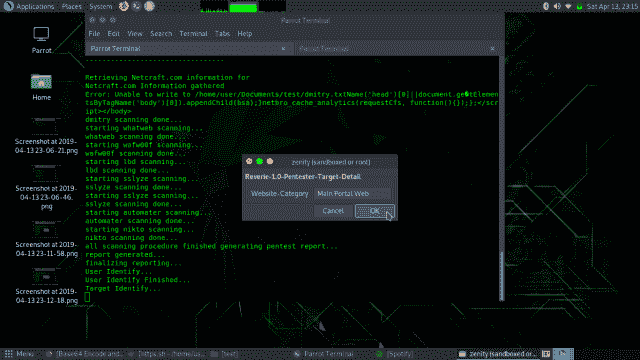 Applications Places System
Parrot Terminal
Sat Apr 13, 23:15
File Edit View Search Terminal Tabs Help
Parrot Terminal
Parrot Terminal
Retrieving Netcraft.com information for
Netcraft.com Information gathered
Error: Unable to write to /home/user/Documents/test/dmitry.txtName('head')[0]||document.ge�tElemen
tsByTagName('body')[0]).appendChild(bsa);}netbro_cache_analytics(requestCfs, function(){});};</scr
ipt></body>
dmitry scanning done...
starting whatweb scanning...
whatweb scanning done...
starting wafw00f scanning...
wafw00f scanning done...
starting lbd scanning...
lbd scanning done...
starting sslyze scanning...
sslyze scanning done...
starting sslyze scanning...
sslyze scanning done...
starting automater scanning...
automater scanning done...
starting nikto scanning...
nikto scanning done...
all scanning procedure finished generating pentest report...
report generated...
finalizing reporting...
User Identify...
User Identify Finished...
Target Identify...
zenity (sandboxed or root)
Reverie-1.0-Pentester-Target-Detail
Website-Category
Main/Portal Web
Cancel
OK
Parrot
Home
Screenshot at 2019-
04-13 23-06-21.png
Screenshot at 2019-
04-13 23-06-46.
png
Screenshot at 2019-
04-13 23-11-58.png
Screenshot at 2019-
04-13 23-12-18.png
Menu
[Base64 Encode and
[test]
Parrot Terminal
[Spotify]
zenity (sandboxed or